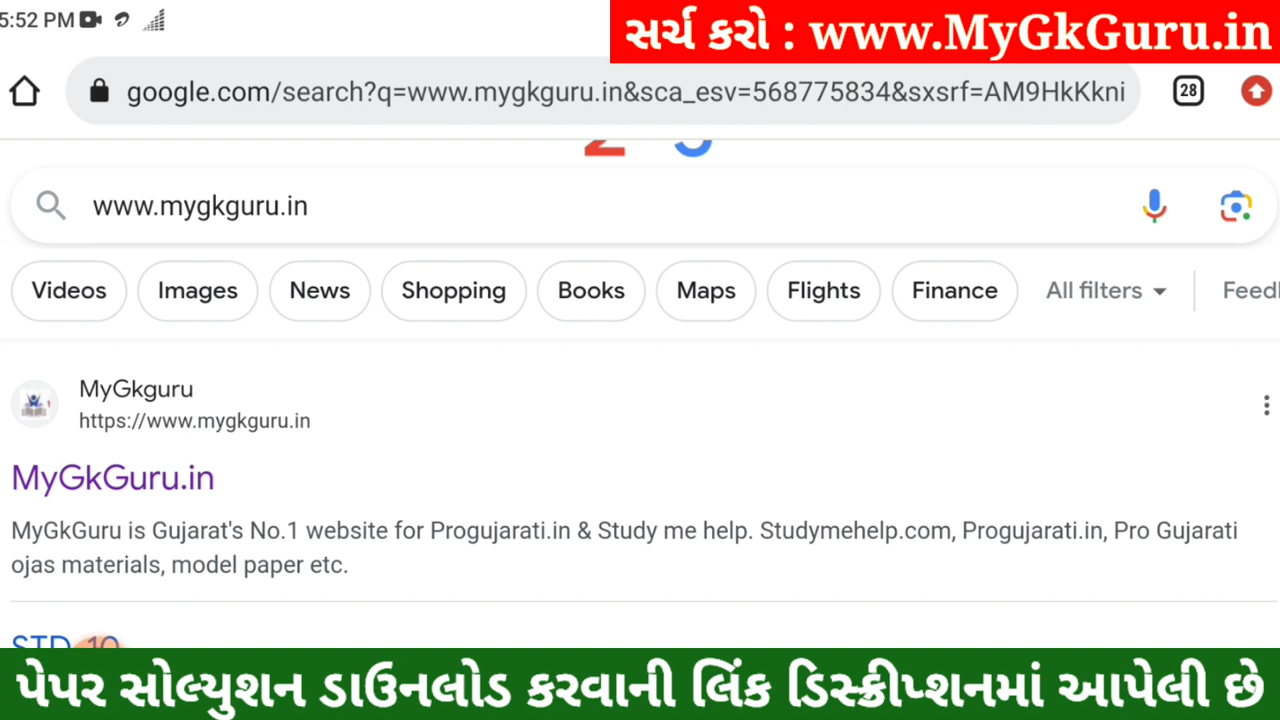 5:52 PM
સર્ચ કરો : www.MyGkGuru.in
google.com/search?q=www.mygkguru.in&sca_esv=568775834&sxsrf=AM9HkKkni
28
www.mygkguru.in
Videos Images News Shopping Books Maps Flights Finance All filters
MyGkguru
https://www.mygkguru.in
MyGkGuru.in
MyGkGuru is Gujarat's No.1 website for Progujarati.in & Study me help. Studymehelp.com, Progujarati.in, Pro Gujarati
ojas materials, model paper etc.
STD 10
પેપર સોલ્યુશન ડાઉનલોડ કરવાની લિંક ડિસ્ક્રીપ્શનમાં આપેલી છે